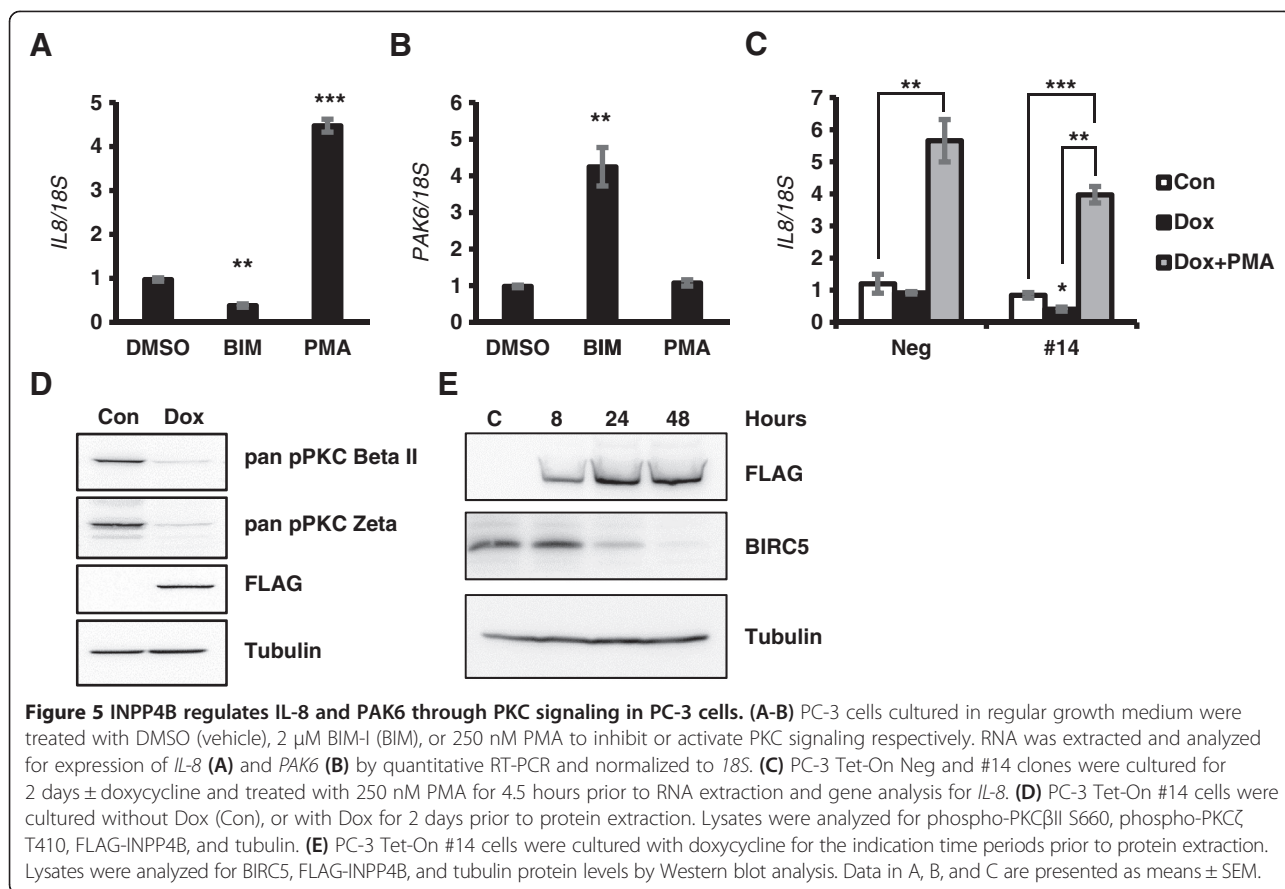 A
B
C
5
4
3
2
1
0
IL8/18S
**
***
DMSO BIM PMA
6
5
4
3
2
1
0
PAK6/18S
**
DMSO BIM PMA
7
6
5
4
3
2
1
0
IL8/18S
**
***
**
*
Neg #14
Con
Dox
Dox+PMA
D
Con Dox
pan pPKC Beta II
pan pPKC Zeta
FLAG
Tubulin
E
C 8 24 48 Hours
FLAG
BIRC5
Tubulin
Figure 5 INPP4B regulates IL-8 and PAK6 through PKC signaling in PC-3 cells. (A-B) PC-3 cells cultured in regular growth medium were
treated with DMSO (vehicle), 2 μM BIM-I (BIM), or 250 nM PMA to inhibit or activate PKC signaling respectively. RNA was extracted and analyzed
for expression of IL-8 (A) and PAK6 (B) by quantitative RT-PCR and normalized to 18S. (C) PC-3 Tet-On Neg and #14 clones were cultured for
2 days ± doxycycline and treated with 250 nM PMA for 4.5 hours prior to RNA extraction and gene analysis for IL-8. (D) PC-3 Tet-On #14 cells were
cultured without Dox (Con), or with Dox for 2 days prior to protein extraction. Lysates were analyzed for phospho-PKCβII S660, phospho-PKCζ
T410, FLAG-INPP4B, and tubulin. (E) PC-3 Tet-On #14 cells were cultured with doxycycline for the indication time periods prior to protein extraction.
Lysates were analyzed for BIRC5, FLAG-INPP4B, and tubulin protein levels by Western blot analysis. Data in A, B, and C are presented as means ± SEM.